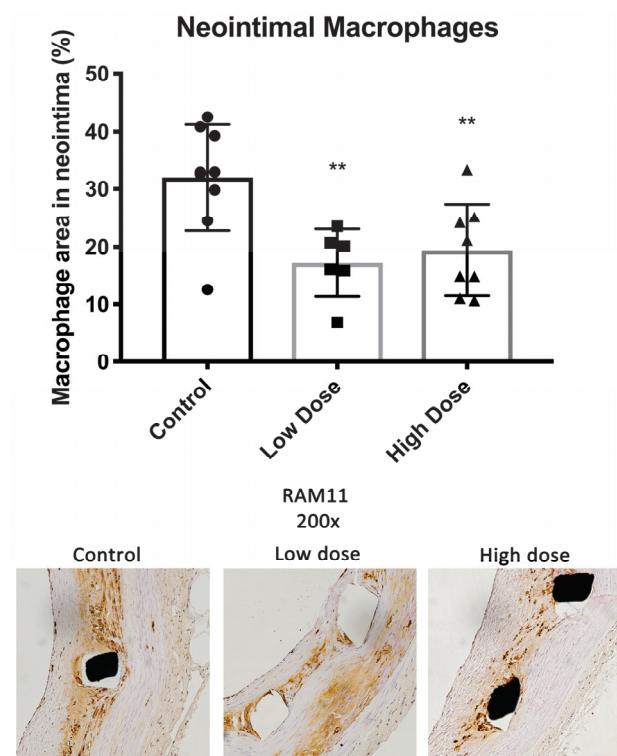 Neointimal Macrophages
Macrophage area in neointima (%)
50
40
30
20
10
0
**
**
Control
Low Dose
High Dose
RAM11
200x
Control
Low dose
High dose